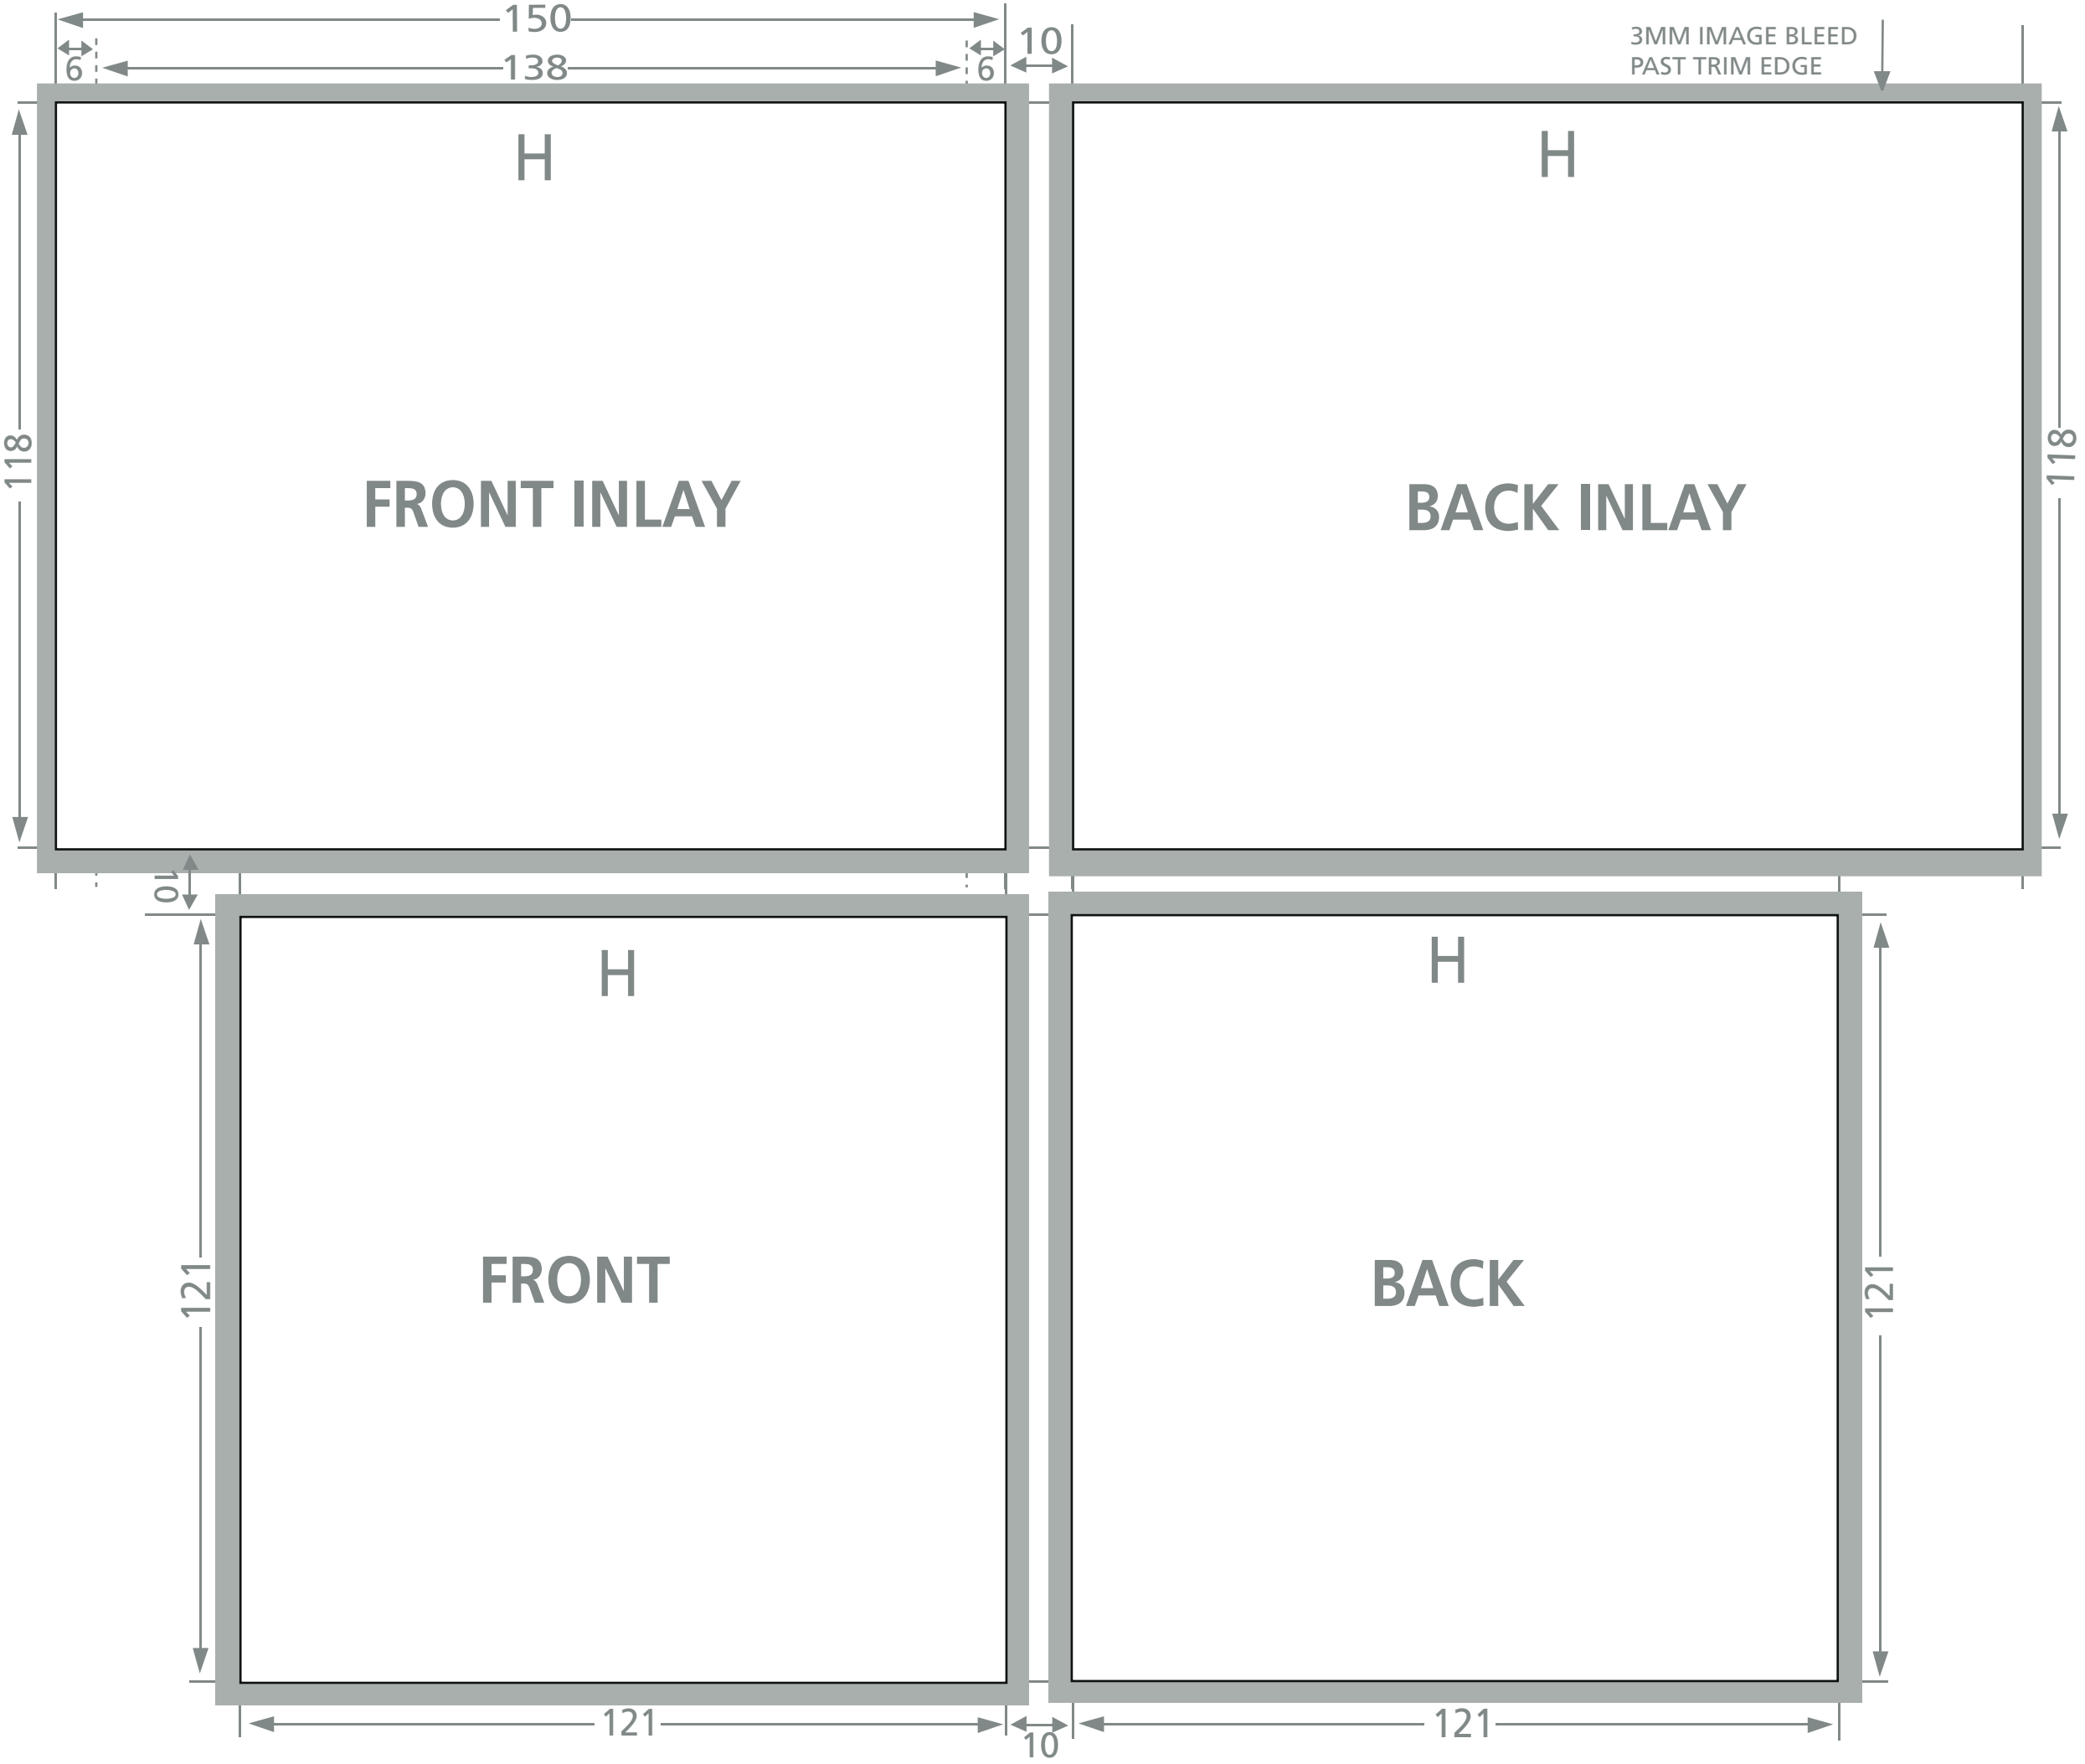 150
10
3MM IMAGE BLEED
PAST TRIM EDGE
6
138
6
H
H
118
FRONT INLAY
BACK INLAY
118
10
H
H
121
FRONT
BACK
121
121
10
121